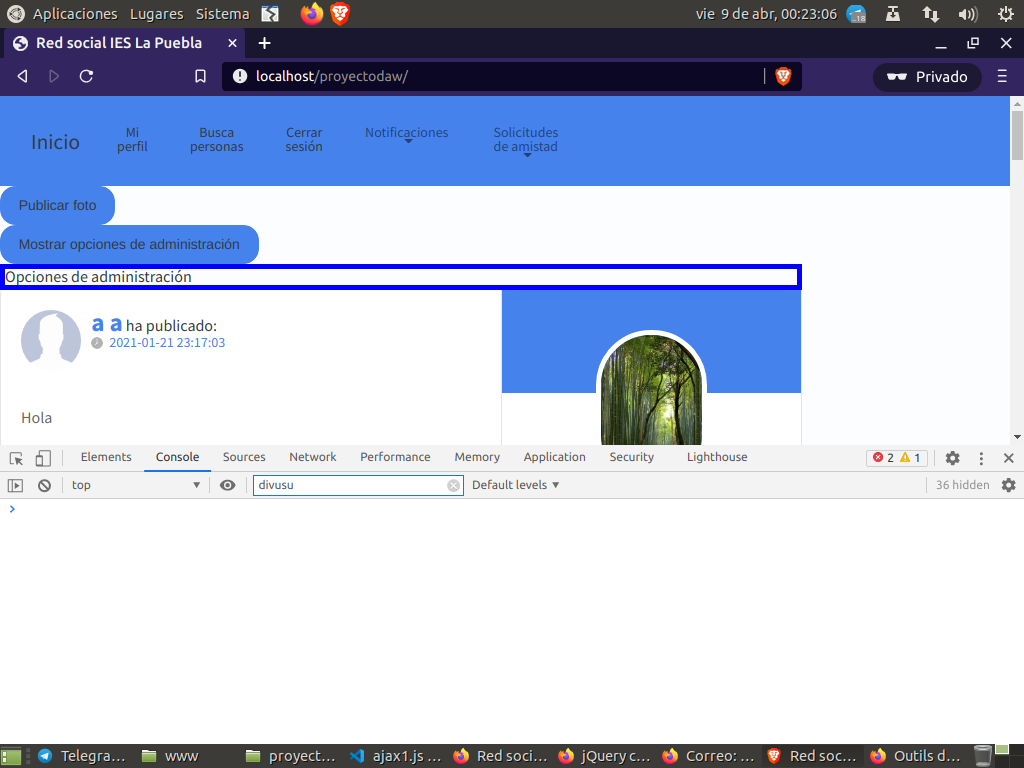 Aplicaciones Lugares Sistema vie 9 de abr, 00:23:06
Red social IES La Puebla
localhost/proyectodaw/ Privado
Inicio Mi perfil Busca personas Cerrar sesión Notificaciones Solicitudes de amistad
Publicar foto
Mostrar opciones de administración
Opciones de administración
a a ha publicado:
2021-01-21 23:17:03
Hola
Elements Console Sources Network Performance Memory Application Security Lighthouse 2 1
top divusu Default levels 36 hidden
Telegra... www proyect... ajax1.js ... Red soci... jQuery c... Correo: ... Red soc... Outils d...